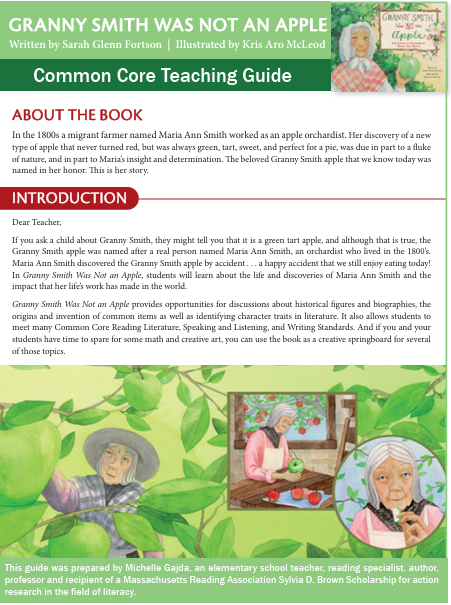 GRANNY SMITH WAS NOT AN APPLE
Written by Sarah Glenn Fortson | Illustrated by Kris Aro McLeod
GRANNY SMITH
Was NOT an
Apple
Common Core Teaching Guide
ABOUT THE BOOK
In the 1800s a migrant farmer named Maria Ann Smith worked as an apple orchardist. Her discovery of a new
type of apple that never turned red, but was always green, tart, sweet, and perfect for a pie, was due in part to a fluke
of nature, and in part to Maria's insight and determination. The beloved Granny Smith apple that we know today was
named in her honor. This is her story.
INTRODUCTION
Dear Teacher,
If you ask a child about Granny Smith, they might tell you that it is a green tart apple, and although that is true, the
Granny Smith apple was named after a real person named Maria Ann Smith, an orchardist who lived in the 1800's.
Maria Ann Smith discovered the Granny Smith apple by accident . . . a happy accident that we still enjoy eating today!
In Granny Smith Was Not an Apple, students will learn about the life and discoveries of Maria Ann Smith and the
impact that her life's work has made in the world.
Granny Smith Was Not an Apple provides opportunities for discussions about historical figures and biographies, the
origins and invention of common items as well as identifying character traits in literature. It also allows students to
meet many Common Core Reading Literature, Speaking and Listening, and Writing Standards. And if you and your
students have time to spare for some math and creative art, you can use the book as a creative springboard for several
of those topics.
This guide was prepared by Michelle Gajda, an elementary school teacher, reading specialist, author,
professor and recipient of a Massachusetts Reading Association Sylvia D. Brown Scholarship for action
research in the field of literacy.